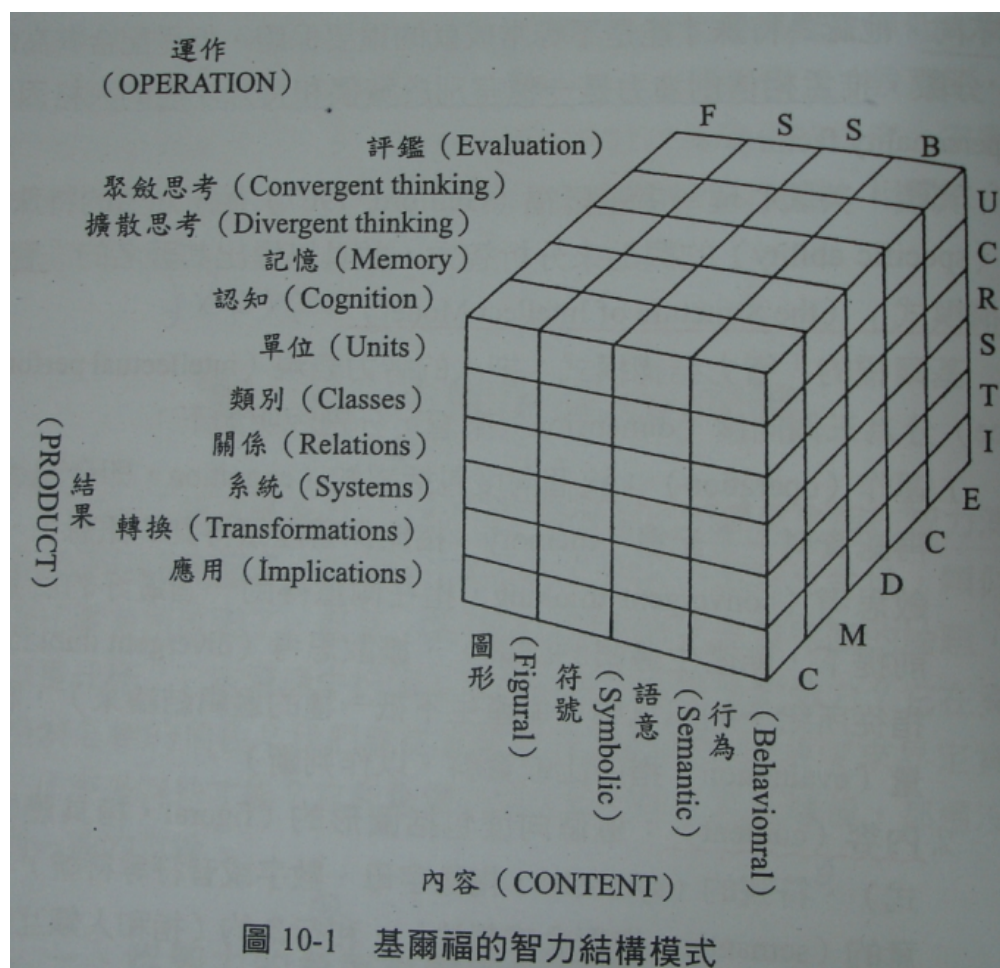 運作
(OPERATION)
評鑑 (Evaluation)
聚斂思考 (Convergent thinking)
擴散思考 (Divergent thinking)
記憶 (Memory)
認知 (Cognition)
單位 (Units)
類別 (Classes)
關係 (Relations)
系統 (Systems)
轉換 (Transformations)
應用 (Implications)
結果
(PRODUCT)
F S S B
U
C
R
S
T
I
E
C
D
M
C
圖形
(Figural)
符號
(Symbolic)
語意
(Semantic)
行為
(Behavionral)
內容 (CONTENT)
圖 10-1 基爾福的智力結構模式